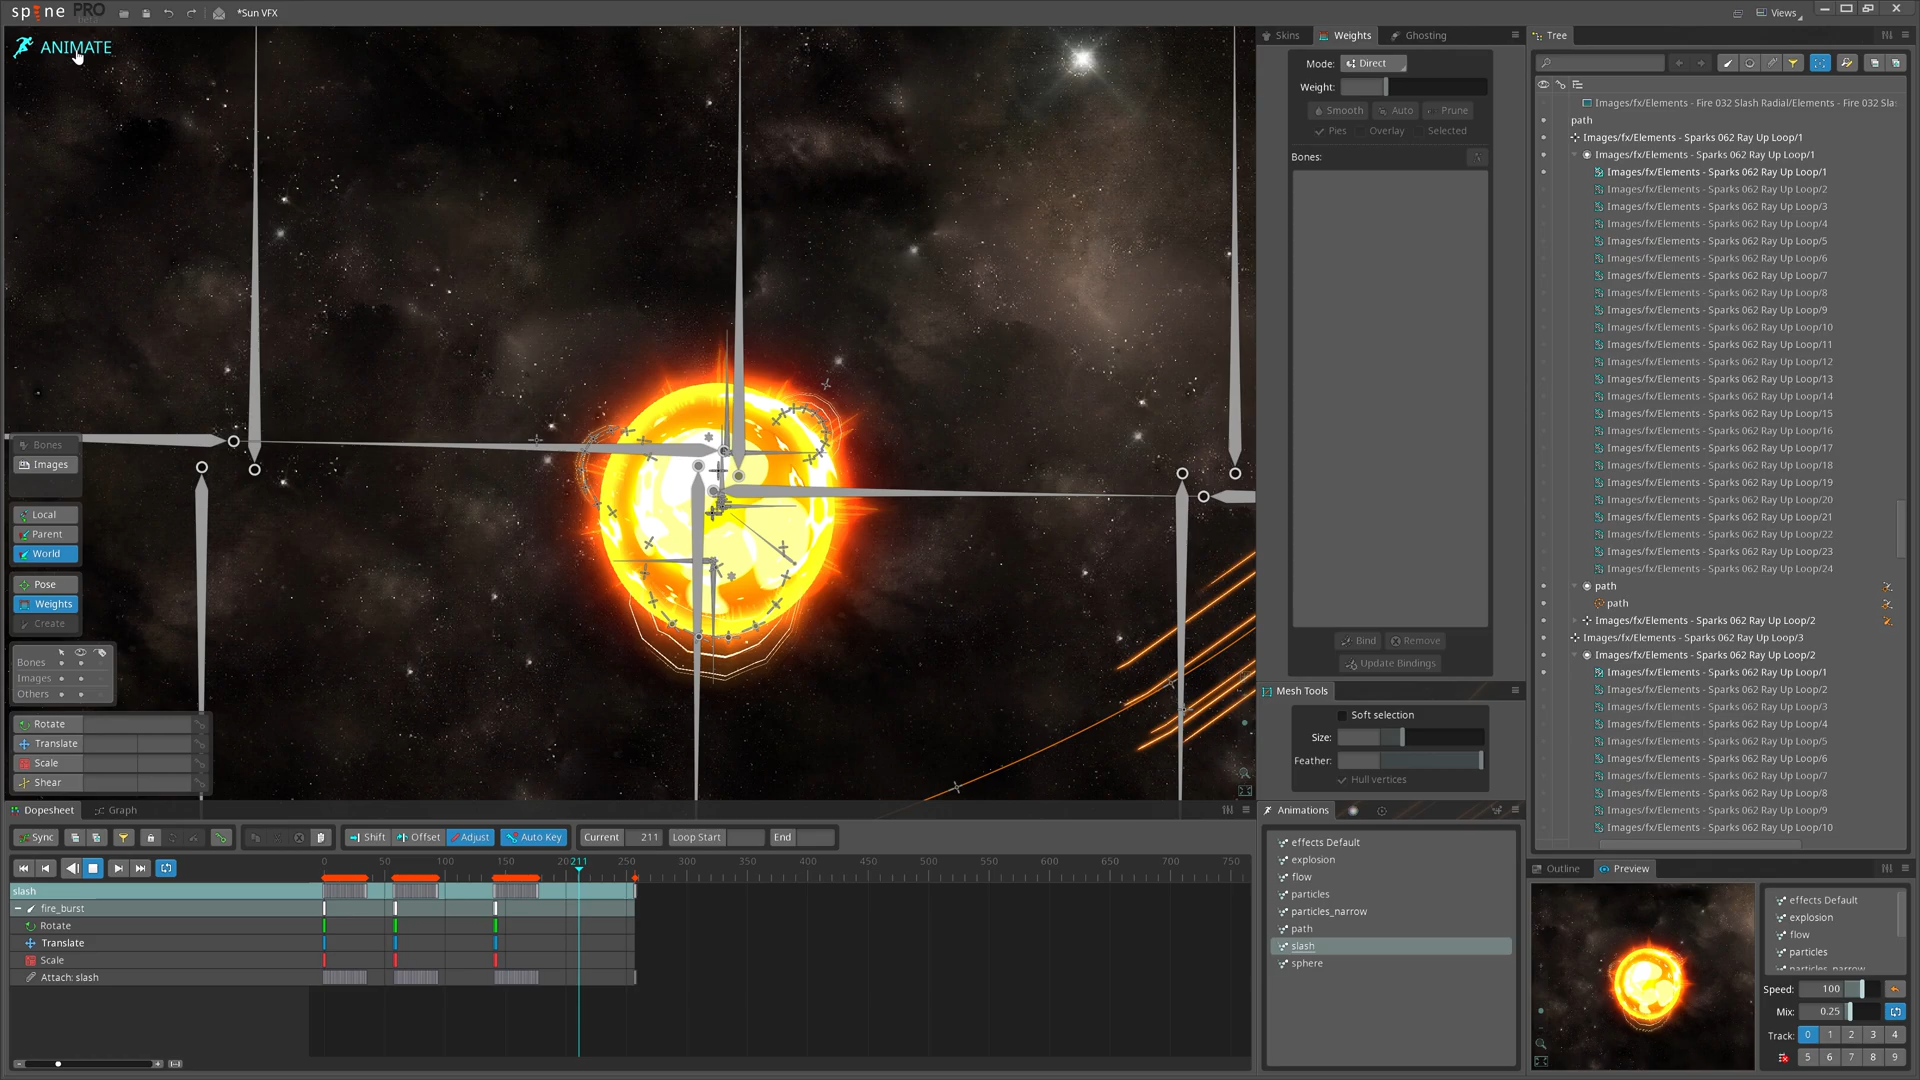 spine PRO
*Sun VFX
Views
ANIMATE
Bones
Images
Local
Parent
World
Pose
Weights
Create
Bones
Images
Others
Rotate
Translate
Scale
Shear
Skins
Weights
Ghosting
Mode: Direct
Weight:
Smooth Auto Prune
Pies Overlay Selected
Bones:
Bind Remove
Update Bindings
Mesh Tools
Soft selection
Size:
Feather:
Hull vertices
Tree
Images/fx/Elements - Fire 032 Slash Radial/Elements - Fire 032 Sla
path
Images/fx/Elements - Sparks 062 Ray Up Loop/1
Images/fx/Elements - Sparks 062 Ray Up Loop/1
Images/fx/Elements - Sparks 062 Ray Up Loop/1
Images/fx/Elements - Sparks 062 Ray Up Loop/2
Images/fx/Elements - Sparks 062 Ray Up Loop/3
Images/fx/Elements - Sparks 062 Ray Up Loop/4
Images/fx/Elements - Sparks 062 Ray Up Loop/5
Images/fx/Elements - Sparks 062 Ray Up Loop/6
Images/fx/Elements - Sparks 062 Ray Up Loop/7
Images/fx/Elements - Sparks 062 Ray Up Loop/8
Images/fx/Elements - Sparks 062 Ray Up Loop/9
Images/fx/Elements - Sparks 062 Ray Up Loop/10
Images/fx/Elements - Sparks 062 Ray Up Loop/11
Images/fx/Elements - Sparks 062 Ray Up Loop/12
Images/fx/Elements - Sparks 062 Ray Up Loop/13
Images/fx/Elements - Sparks 062 Ray Up Loop/14
Images/fx/Elements - Sparks 062 Ray Up Loop/15
Images/fx/Elements - Sparks 062 Ray Up Loop/16
Images/fx/Elements - Sparks 062 Ray Up Loop/17
Images/fx/Elements - Sparks 062 Ray Up Loop/18
Images/fx/Elements - Sparks 062 Ray Up Loop/19
Images/fx/Elements - Sparks 062 Ray Up Loop/20
Images/fx/Elements - Sparks 062 Ray Up Loop/21
Images/fx/Elements - Sparks 062 Ray Up Loop/22
Images/fx/Elements - Sparks 062 Ray Up Loop/23
Images/fx/Elements - Sparks 062 Ray Up Loop/24
path
path
Images/fx/Elements - Sparks 062 Ray Up Loop/2
Images/fx/Elements - Sparks 062 Ray Up Loop/3
Images/fx/Elements - Sparks 062 Ray Up Loop/2
Images/fx/Elements - Sparks 062 Ray Up Loop/1
Images/fx/Elements - Sparks 062 Ray Up Loop/2
Images/fx/Elements - Sparks 062 Ray Up Loop/3
Images/fx/Elements - Sparks 062 Ray Up Loop/4
Images/fx/Elements - Sparks 062 Ray Up Loop/5
Images/fx/Elements - Sparks 062 Ray Up Loop/6
Images/fx/Elements - Sparks 062 Ray Up Loop/7
Images/fx/Elements - Sparks 062 Ray Up Loop/8
Images/fx/Elements - Sparks 062 Ray Up Loop/9
Images/fx/Elements - Sparks 062 Ray Up Loop/10
Dopesheet Graph
Sync Shift Offset Adjust Auto Key Current 211 Loop Start End
0 50 100 150 20 211 250 300 350 400 450 500 550 600 650 700 750
slash
fire_burst
Rotate
Translate
Scale
Attach: slash
Animations
effects Default
explosion
flow
particles
particles_narrow
path
slash
sphere
Outline Preview
effects Default
explosion
flow
particles
particles_narrow
Speed: 100
Mix: 0.25
Track: 0 1 2 3 4
5 6 7 8 9